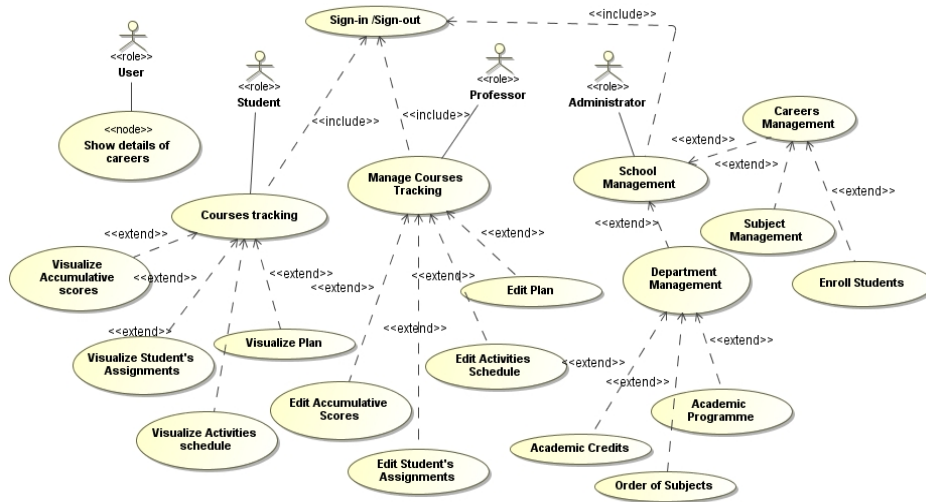 Sign-in /Sign-out
<<include>>
<<role>>
User
<<role>>
Student
<<role>>
Professor
<<role>>
Administrator
<<node>>
Show details of
careers
<<include>>
<<include>>
Careers
Management
<<extend>>
<<extend>>
Manage Courses
Tracking
School
Management
<<extend>>
Courses tracking
Subject
Management
<<extend>>
<<extend>>
Visualize
Accumulative
scores
<<extend>>
<<extend>>
<<extend>>
Department
Management
Enroll Students
Edit Plan
<<extend>>
<<extend>>
<<extend>>
Visualize Plan
Visualize Student's
Assignments
Edit Activities
Schedule
<<extend>>
<<extend>>
<<extend>>
Edit Accumulative
Scores
Academic
Programme
Visualize Activities
schedule
Academic Credits
Edit Student's
Assignments
Order of Subjects